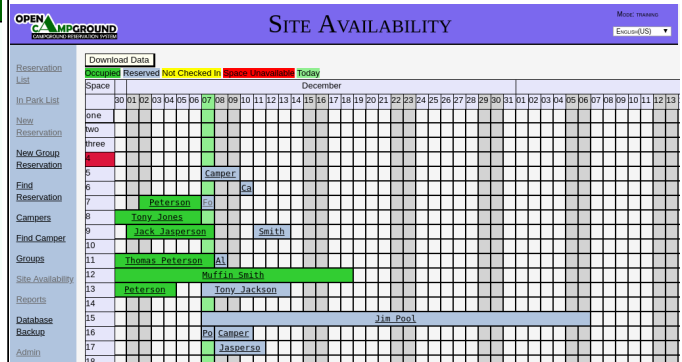 OPEN
CAMPGROUND
CAMPGROUND RESERVATION SYSTEM
Site Availability
Mode: training
English(US) ▼
Reservation
List
In Park List
New
Reservation
New Group
Reservation
Find
Reservation
Campers
Find Camper
Groups
Site Availability
Reports
Database
Backup
Admin
Download Data
Occupied Reserved Not Checked In Space Unavailable Today
Space December
30 01 02 03 04 05 06 07 08 09 10 11 12 13 14 15 16 17 18 19 20 21 22 23 24 25 26 27 28 29 30 31 01 02 03 04 05 06 07 08 09 10 11 12 13
one
two
three
4
5 Camper
6 Ca
7 Peterson Fo
8 Tony Jones
9 Jack Jasperson Smith
10
11 Thomas Peterson Al
12 Muffin Smith
13 Peterson Tony Jackson
14
15 Jim Pool
16 Po Camper
17 Jasperso
18